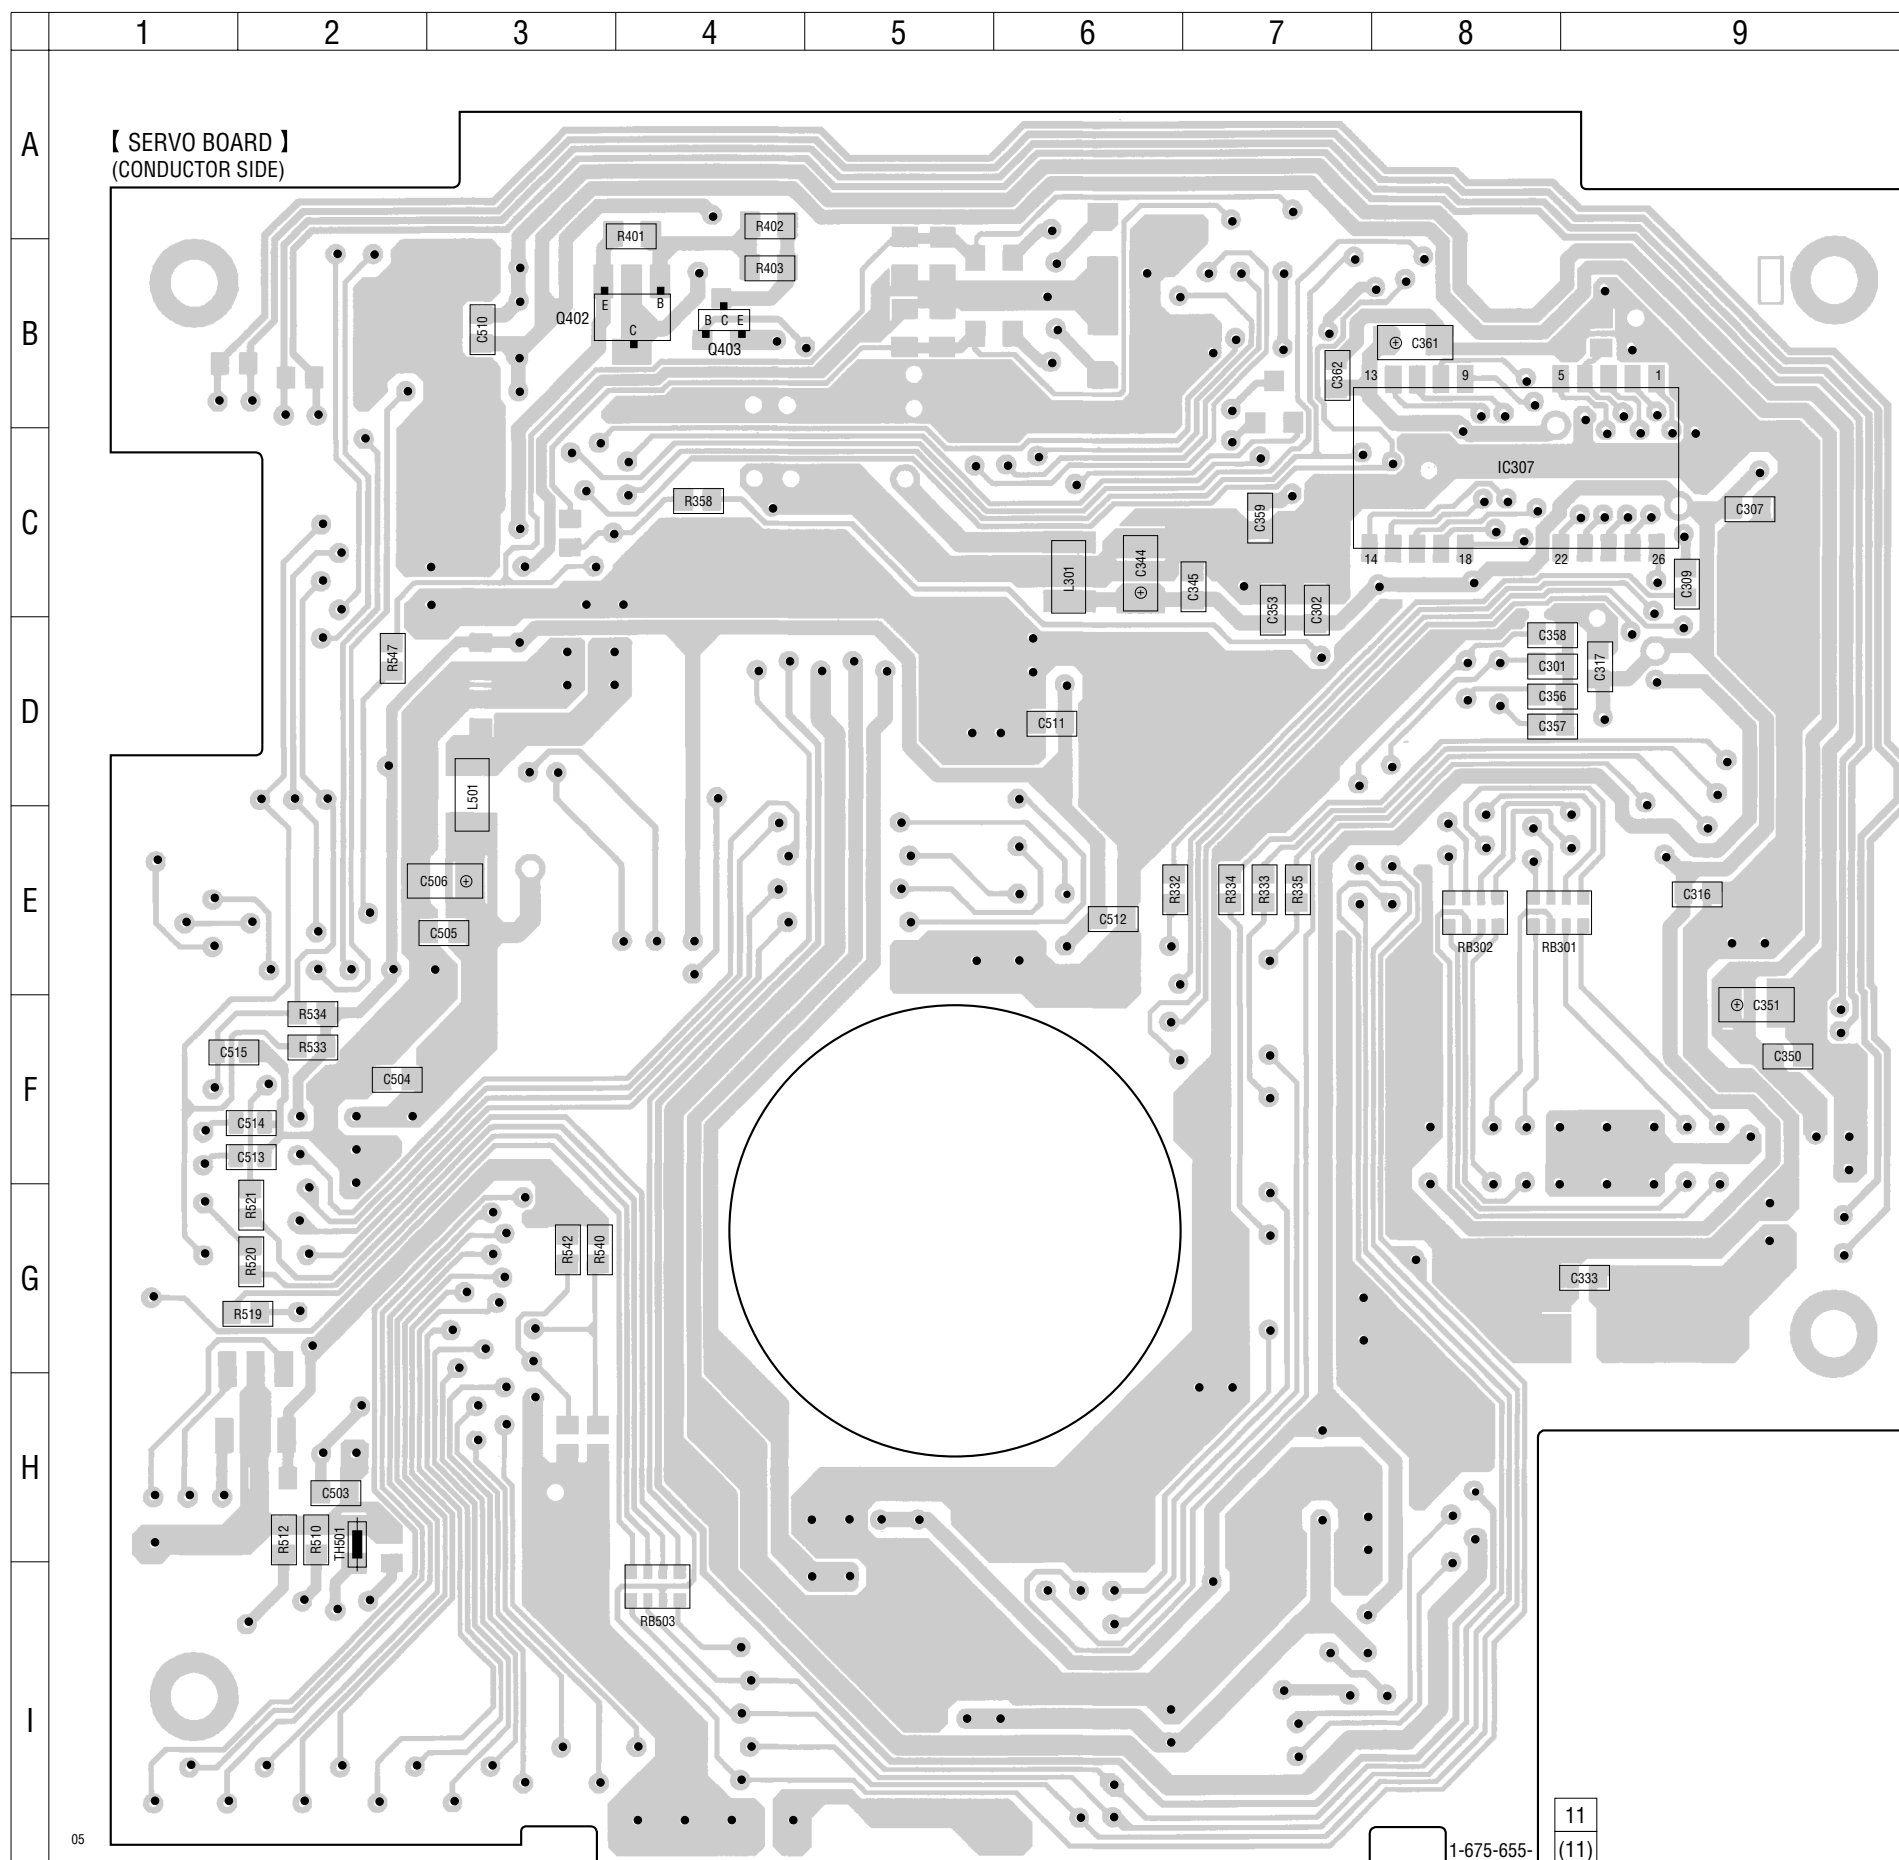 1 2 3 4 5 6 7 8 9
A
【 SERVO BOARD 】
(CONDUCTOR SIDE)
R401
R402
R403
B
C510
Q402
E
B
C
B C E
Q403
C362
C361
13
9
5
1
IC307
C
R358
C359
C307
14
18
22
26
L301
C344
C345
C353
C302
C309
D
R547
C358
C301
C317
C356
C511
C357
L501
E
C506
C505
C512
R332
R334
R333
R335
RB302
RB301
C316
F
R534
C515
R533
C504
C351
C350
C514
C513
G
R521
R520
R542
R540
R519
C333
H
C503
R512
R510
TH501
I
RB503
05
11
1-675-655-
(11)